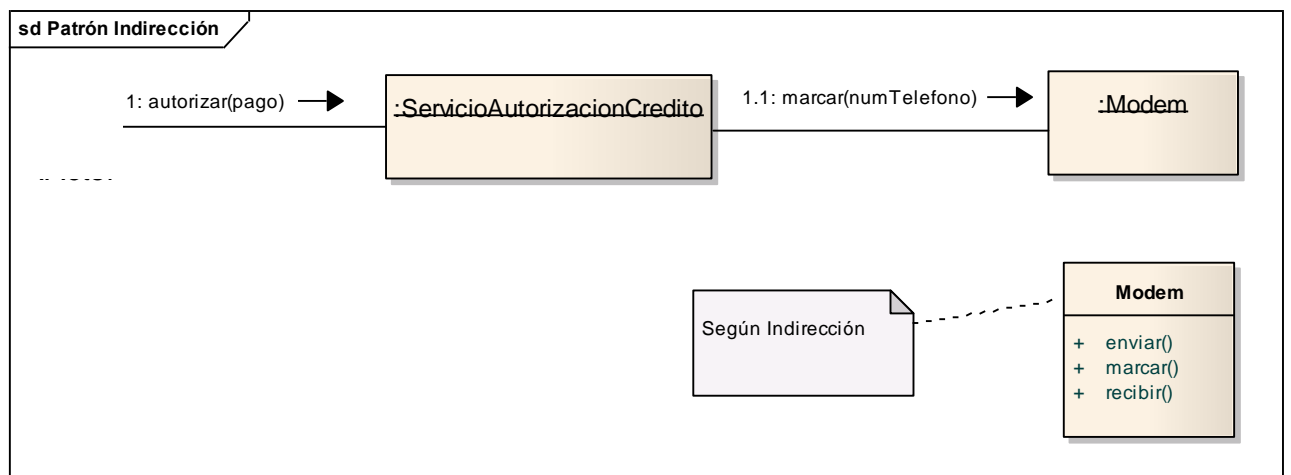 sd Patrón Indirección
1: autorizar(pago)
:ServicioAutorizacionCredito
1.1: marcar(numTelefono)
:Modem
Según Indirección
Modem
+ enviar()
+ marcar()
+ recibir()